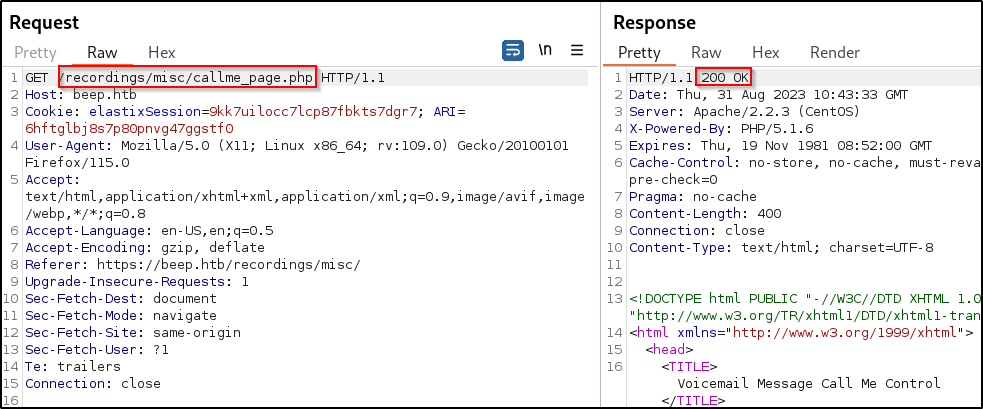 Request
Pretty Raw Hex
\n
1 GET /recordings/misc/callme_page.php HTTP/1.1
2 Host: beep.htb
3 Cookie: elastixSession=9kk7uilocc7lcp87fbkts7dgr7; ARI=
6hftglbj8s7p80pnvg47ggstf0
4 User-Agent: Mozilla/5.0 (X11; Linux x86_64; rv:109.0) Gecko/20100101
Firefox/115.0
5 Accept:
text/html,application/xhtml+xml,application/xml;q=0.9,image/avif,image
/webp,*/*;q=0.8
6 Accept-Language: en-US,en;q=0.5
7 Accept-Encoding: gzip, deflate
8 Referer: https://beep.htb/recordings/misc/
9 Upgrade-Insecure-Requests: 1
10 Sec-Fetch-Dest: document
11 Sec-Fetch-Mode: navigate
12 Sec-Fetch-Site: same-origin
13 Sec-Fetch-User: ?1
14 Te: trailers
15 Connection: close
16
Response
Pretty Raw Hex Render
1 HTTP/1.1 200 OK
2 Date: Thu, 31 Aug 2023 10:43:33 GMT
3 Server: Apache/2.2.3 (CentOS)
4 X-Powered-By: PHP/5.1.6
5 Expires: Thu, 19 Nov 1981 08:52:00 GMT
6 Cache-Control: no-store, no-cache, must-reva
pre-check=0
7 Pragma: no-cache
8 Content-Length: 400
9 Connection: close
10 Content-Type: text/html; charset=UTF-8
11
12
13 <!DOCTYPE html PUBLIC "-//W3C//DTD XHTML 1.0
"http://www.w3.org/TR/xhtml1/DTD/xhtml1-tran
14 <html xmlns="http://www.w3.org/1999/xhtml">
15 <head>
16 <TITLE>
Voicemail Message Call Me Control
</TITLE>